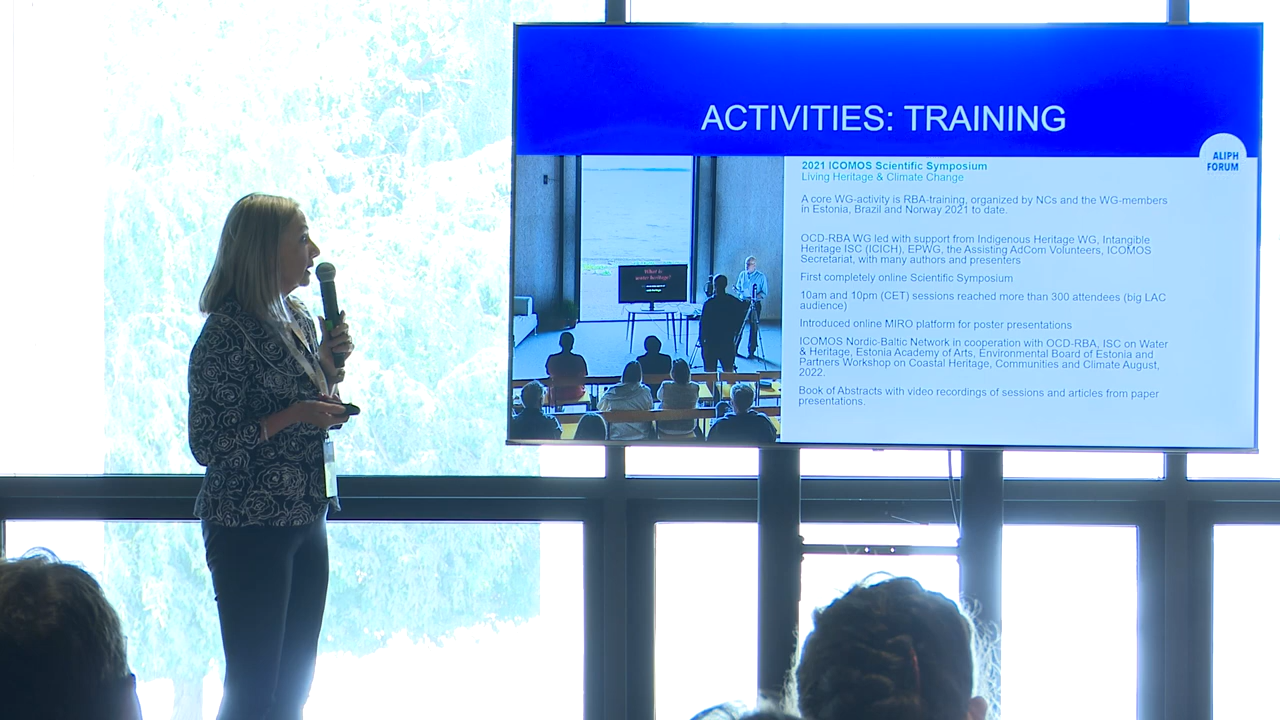 ACTIVITIES: TRAINING
ALIPH
FORUM
2021 ICOMOS Scientific Symposium
Living Heritage & Climate Change
A core WG-activity is RBA-training, organized by NCs and the WG-members
in Estonia, Brazil and Norway 2021 to date.
OCD-RBA WG led with support from Indigenous Heritage WG, Intangible
Heritage ISC (ICICH), EPWG, the Assisting AdCom Volunteers, ICOMOS
Secretariat, with many authors and presenters
First completely online Scientific Symposium
10am and 10pm (CET) sessions reached more than 300 attendees (big LAC
audience)
Introduced online MIRO platform for poster presentations
ICOMOS Nordic-Baltic Network in cooperation with OCD-RBA, ISC on Water
& Heritage, Estonia Academy of Arts, Environmental Board of Estonia and
Partners Workshop on Coastal Heritage, Communities and Climate August,
2022.
Book of Abstracts with video recordings of sessions and articles from paper
presentations.
What is
water heritage?